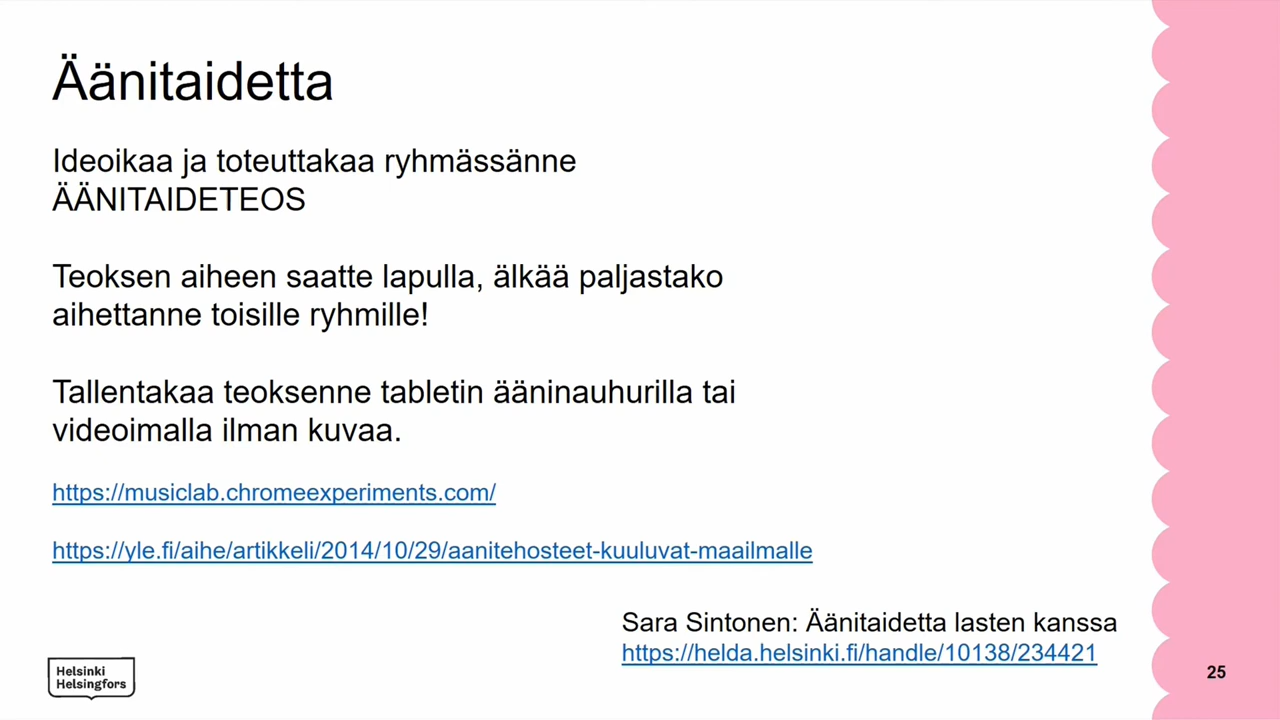 Äänitaidetta
Ideoikaa ja toteuttakaa ryhmässänne
ÄÄNITAIDETEOS
Teoksen aiheen saatte lapulla, älkää paljastako
aihettanne toisille ryhmille!
Tallentakaa teoksenne tabletin ääninauhurilla tai
videoimalla ilman kuvaa.
https://musiclab.chromeexperiments.com/
https://yle.fi/aihe/artikkeli/2014/10/29/aanitehosteet-kuuluvat-maailmalle
Sara Sintonen: Äänitaidetta lasten kanssa
https://helda.helsinki.fi/handle/10138/234421
Helsinki
Helsingfors
25